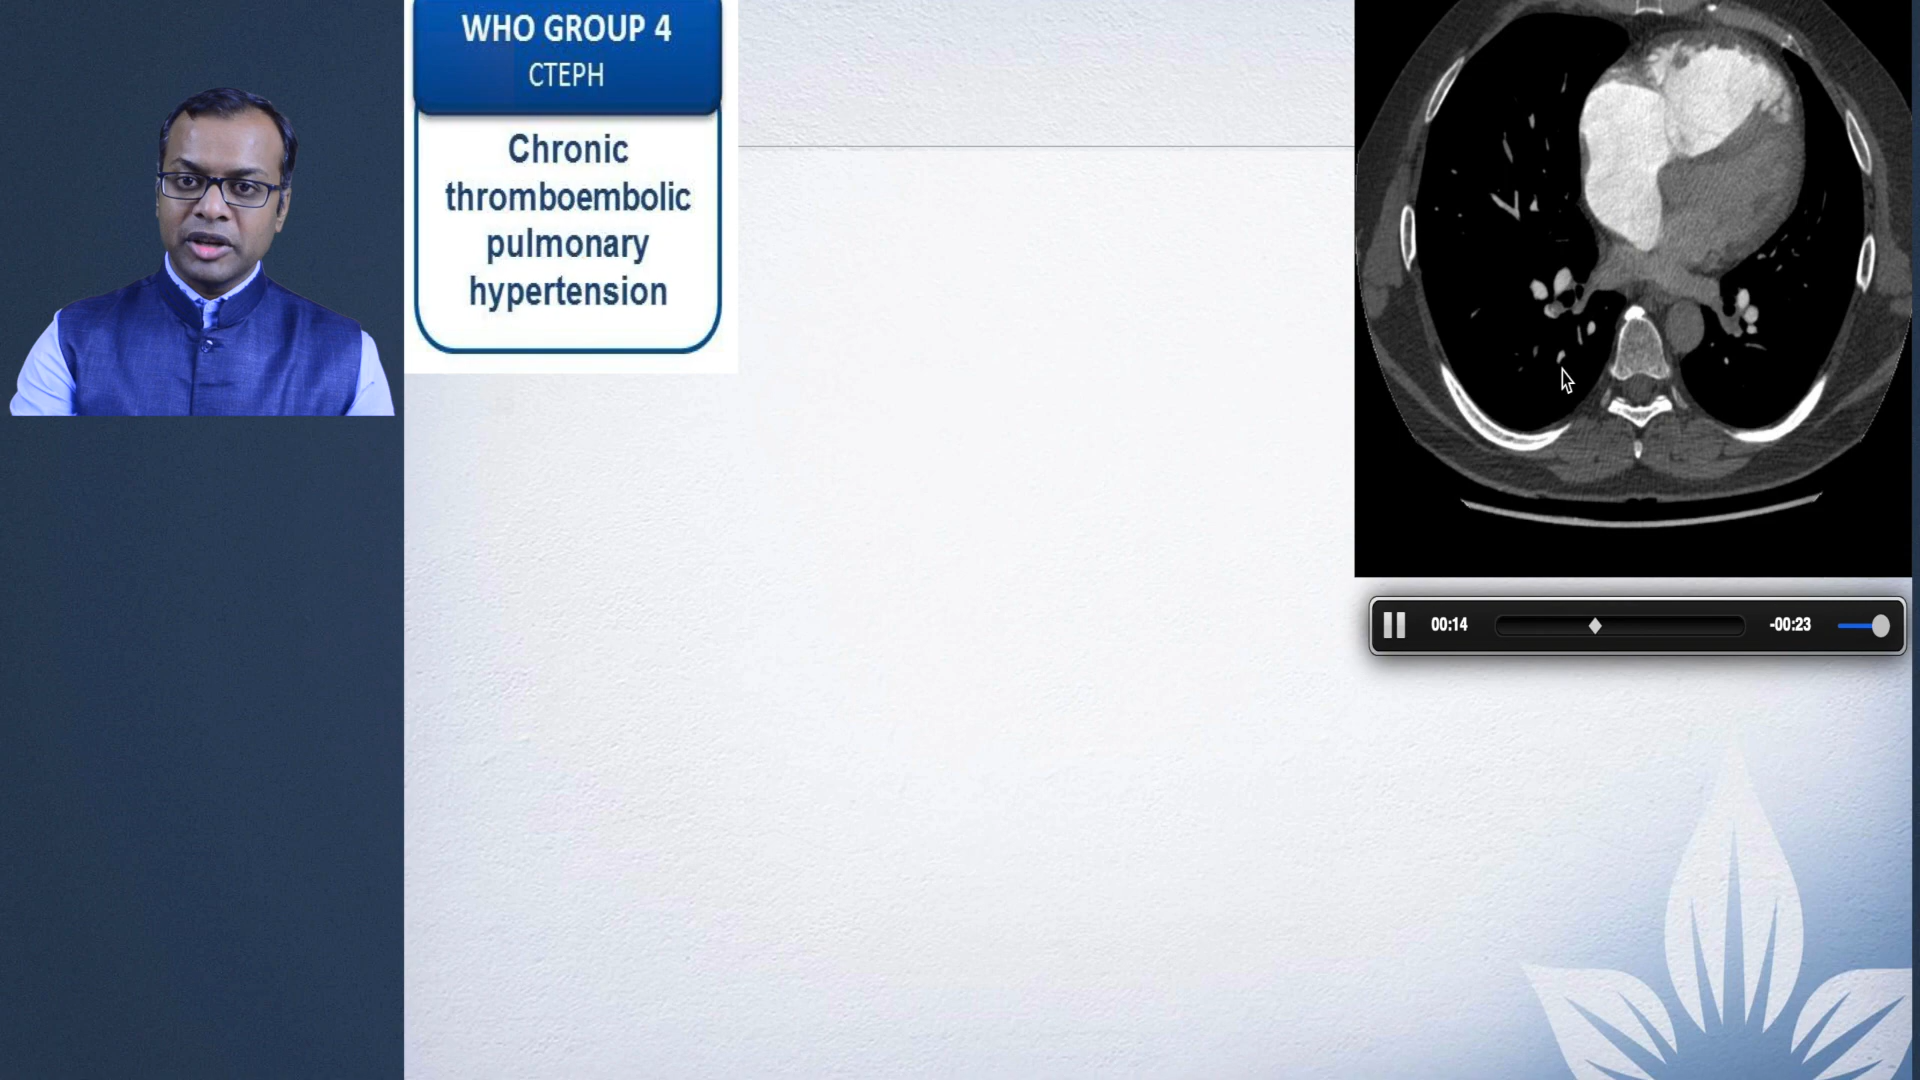 WHO GROUP 4
CTEPH
Chronic
thromboembolic
pulmonary
hypertension
00:14
-00:23